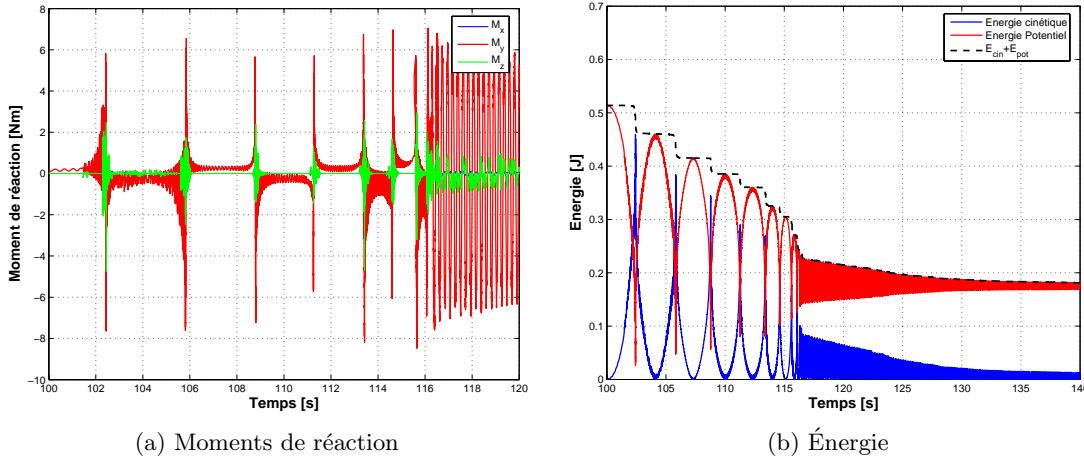 8
6
4
2
0
−2
−4
−6
−8
−10
100 102 104 106 108 110 112 114 116 118 120
Moment de réaction [Nm]
Temps [s]
M_x
M_y
M_z
(a) Moments de réaction
0.7
0.6
0.5
0.4
0.3
0.2
0.1
0
100 105 110 115 120 125 130 135 140
Energie [J]
Temps [s]
Energie cinétique
Energie Potentiel
E_cin+E_pot
(b) Énergie